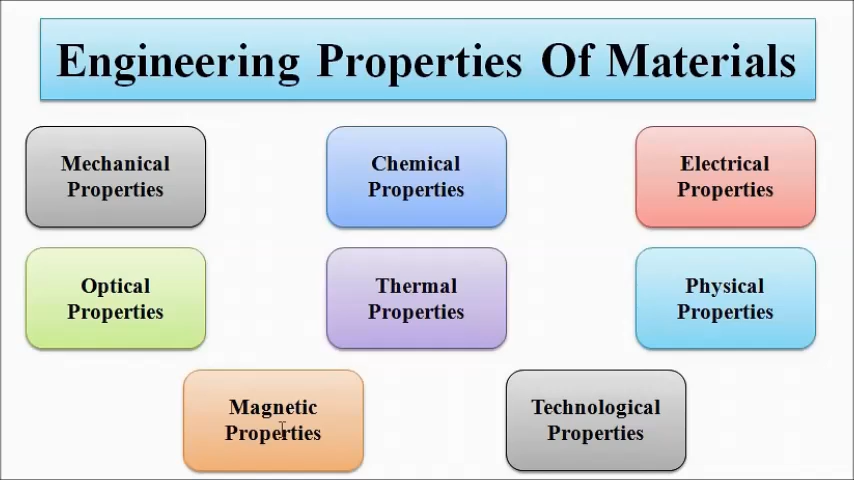 Engineering Properties Of Materials
Mechanical
Properties
Chemical
Properties
Electrical
Properties
Optical
Properties
Thermal
Properties
Physical
Properties
Magnetic
Properties
Technological
Properties